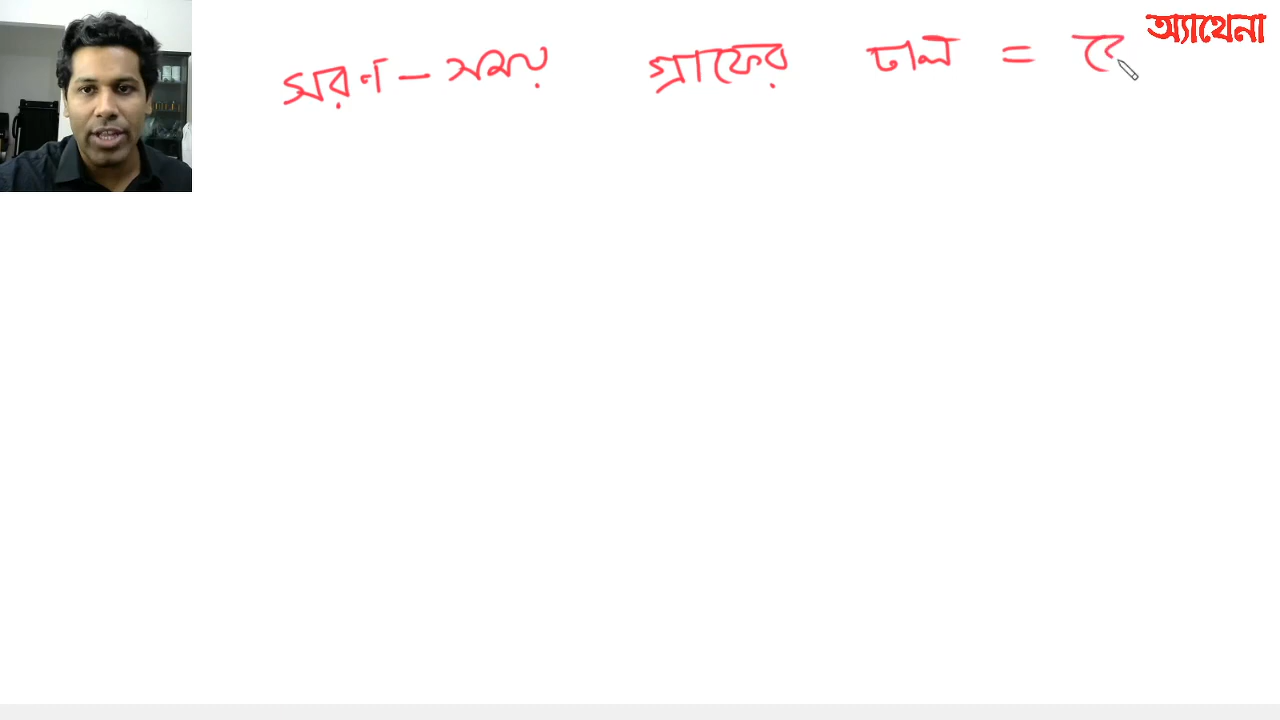 অ্যাথেনা
সরণ - সময় গ্রাফের ঢাল =